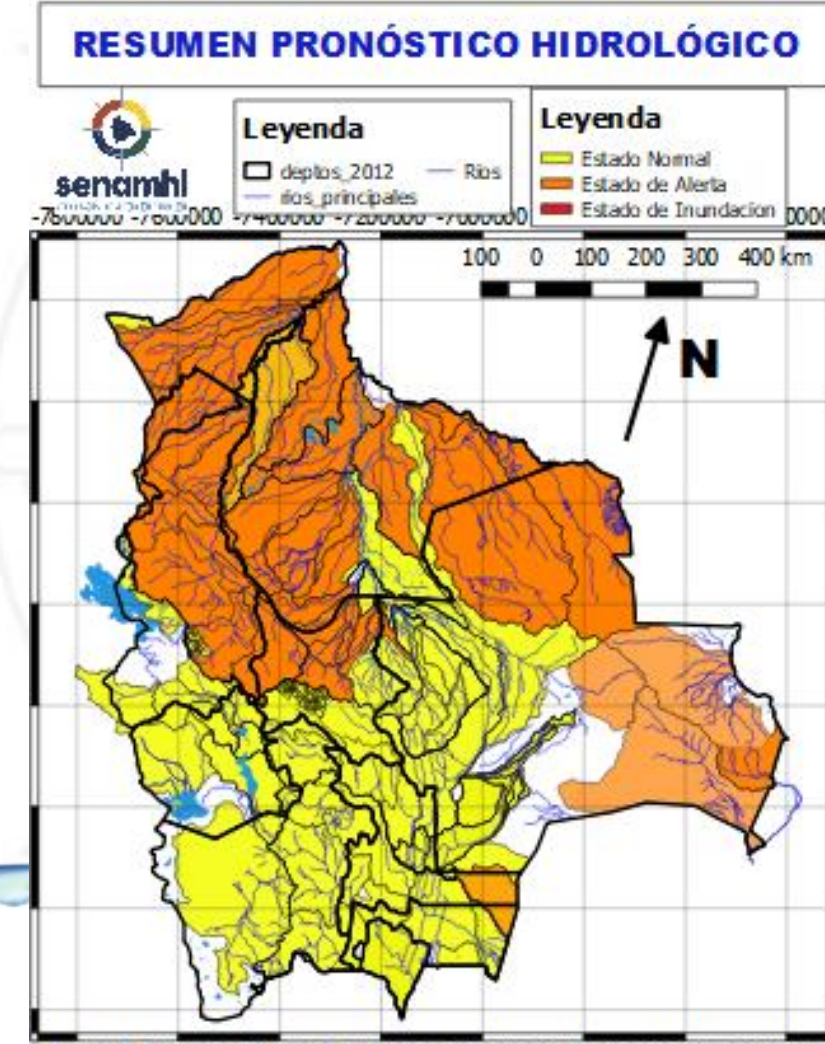 RESUMEN PRONÓSTICO HIDROLÓGICO
senamhi
Leyenda
deptos_2012
Rios
rios_principales
Leyenda
Estado Normal
Estado de Alerta
Estado de Inundacion
-7800000 -7600000 -7400000 -7200000 -7000000
100 0 100 200 300 400 km
N